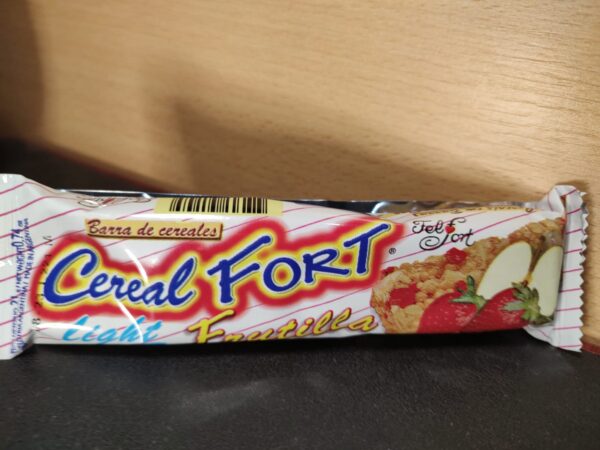 Barra de cereales
Cereal FORT®
Light Frutilla
Fel Fort